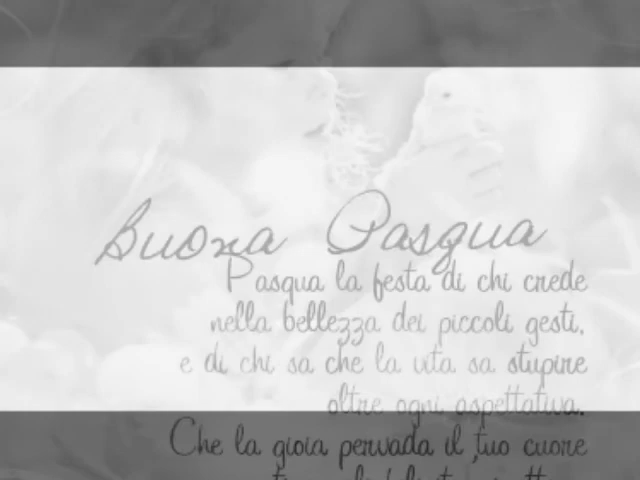 Buona Pasqua
Pasqua la festa di chi crede
nella bellezza dei piccoli gesti,
e di chi sa che la vita sa stupire
oltre ogni aspettativa.
Che la gioia pervada il tuo cuore